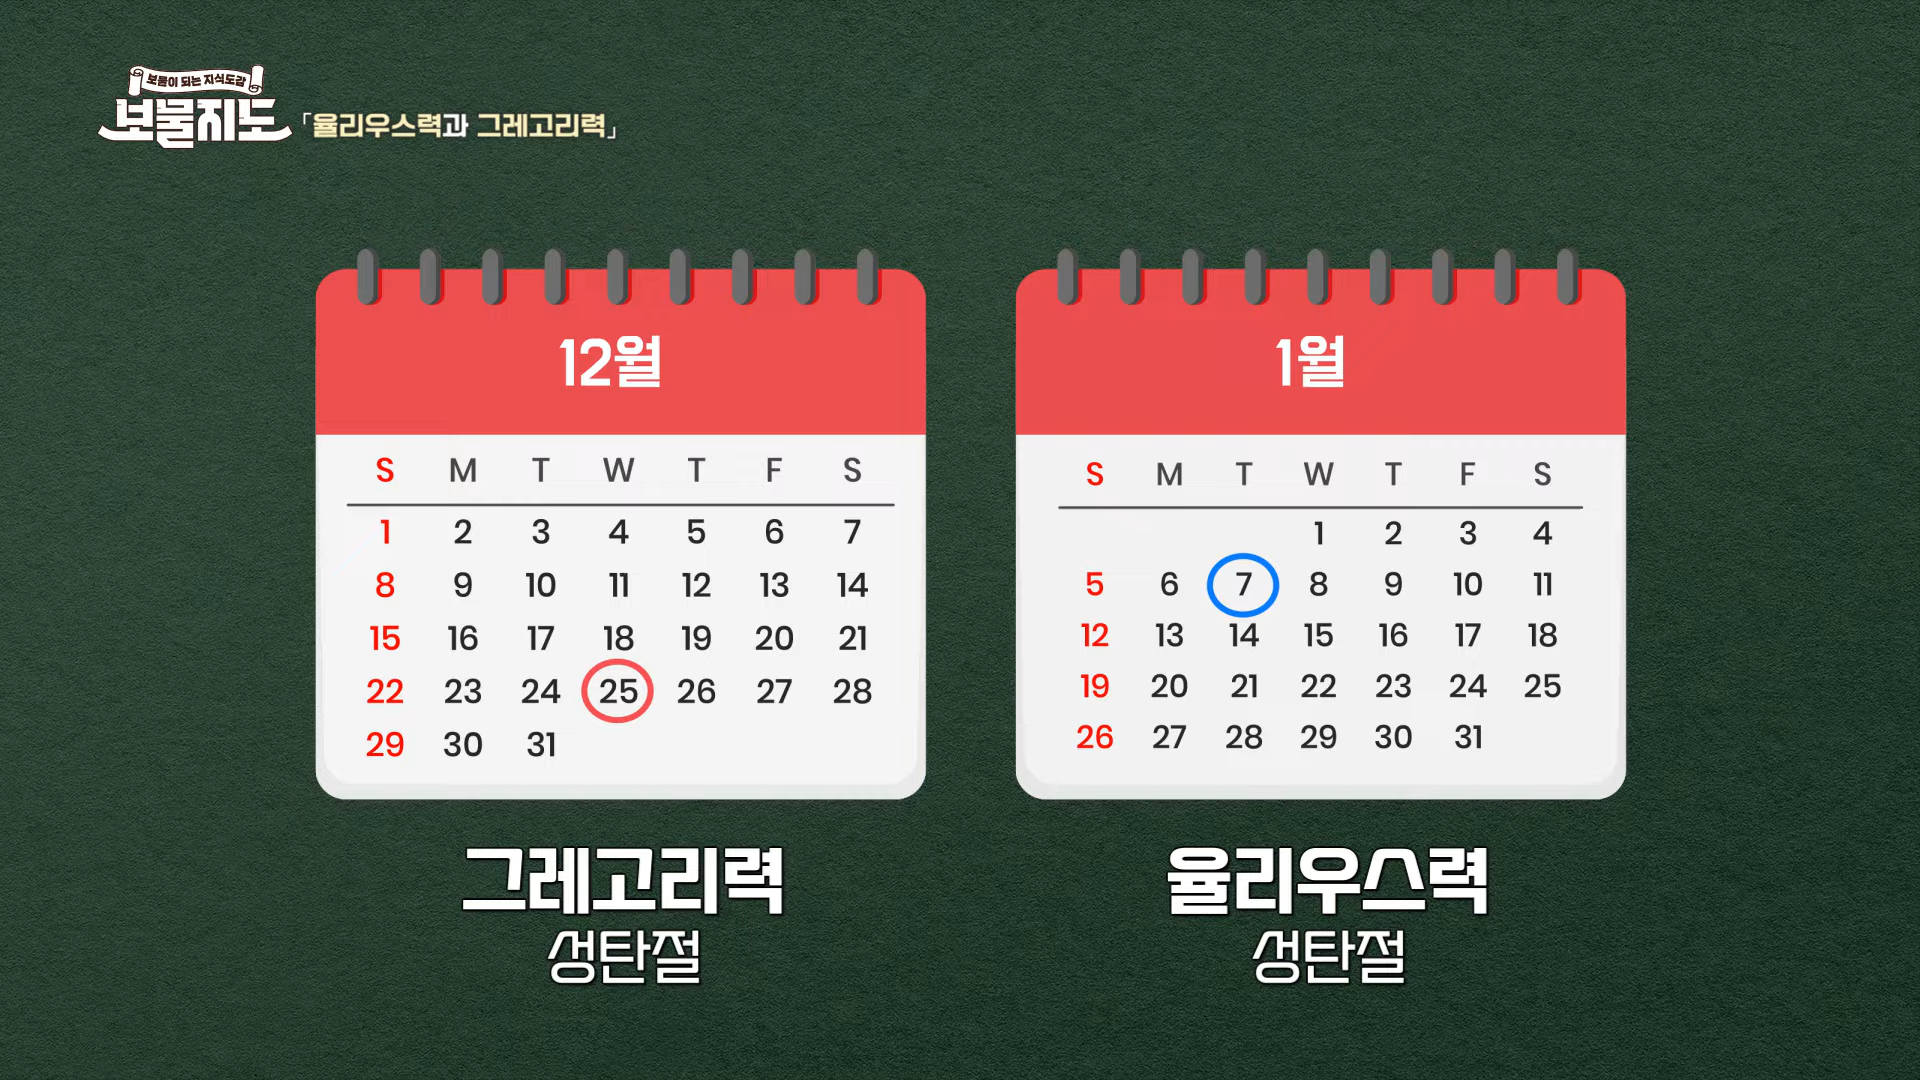 보물이 되는 지식도감
보물지도
「율리우스력과 그레고리력」
12월
S M T W T F S
1 2 3 4 5 6 7
8 9 10 11 12 13 14
15 16 17 18 19 20 21
22 23 24 25 26 27 28
29 30 31
그레고리력
성탄절
1월
S M T W T F S
1 2 3 4
5 6 7 8 9 10 11
12 13 14 15 16 17 18
19 20 21 22 23 24 25
26 27 28 29 30 31
율리우스력
성탄절